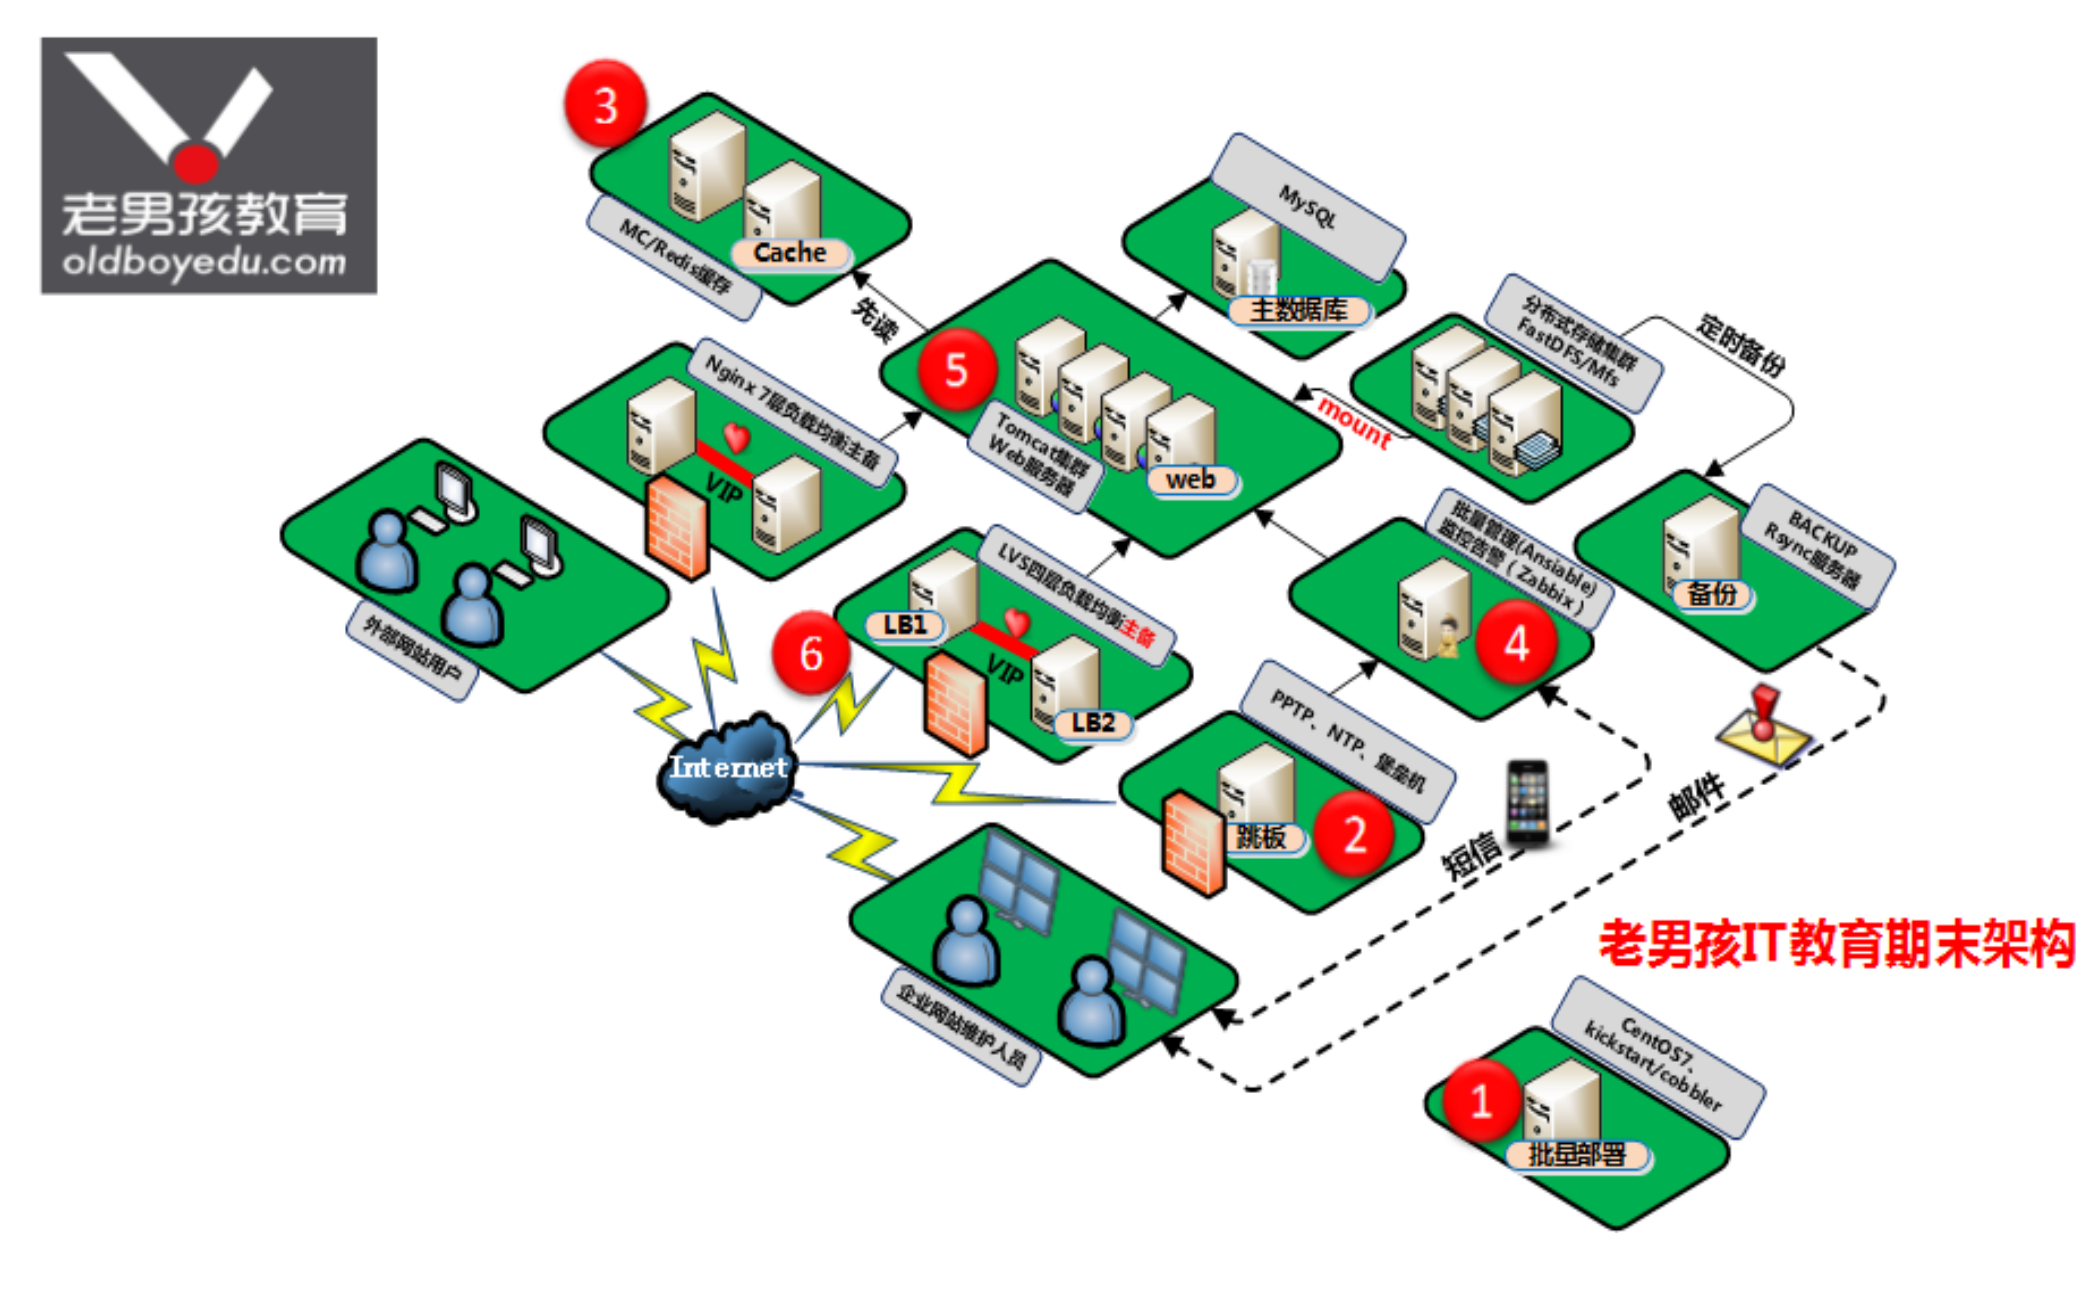 老男孩教育
oldboyedu.com
3
Cache
MC/Redis缓存
先读
MySQL
主数据库
分布式存储集群
FastDFS/Mfs
定时备份
5
Tomcat集群
Web服务器
web
mount
Nginx 7层负载均衡主备
VIP
外部网站用户
BACKUP
Rsync服务器
备份
批量管理(Ansiable)
监控告警（Zabbix）
4
LVS四层负载均衡主备
LB1
VIP
LB2
6
Internet
PPTP、NTP、堡垒机
跳板
2
短信
邮件
企业网站维护人员
老男孩IT教育期末架构
CentOS7、
kickstart/cobbler
1
批量部署